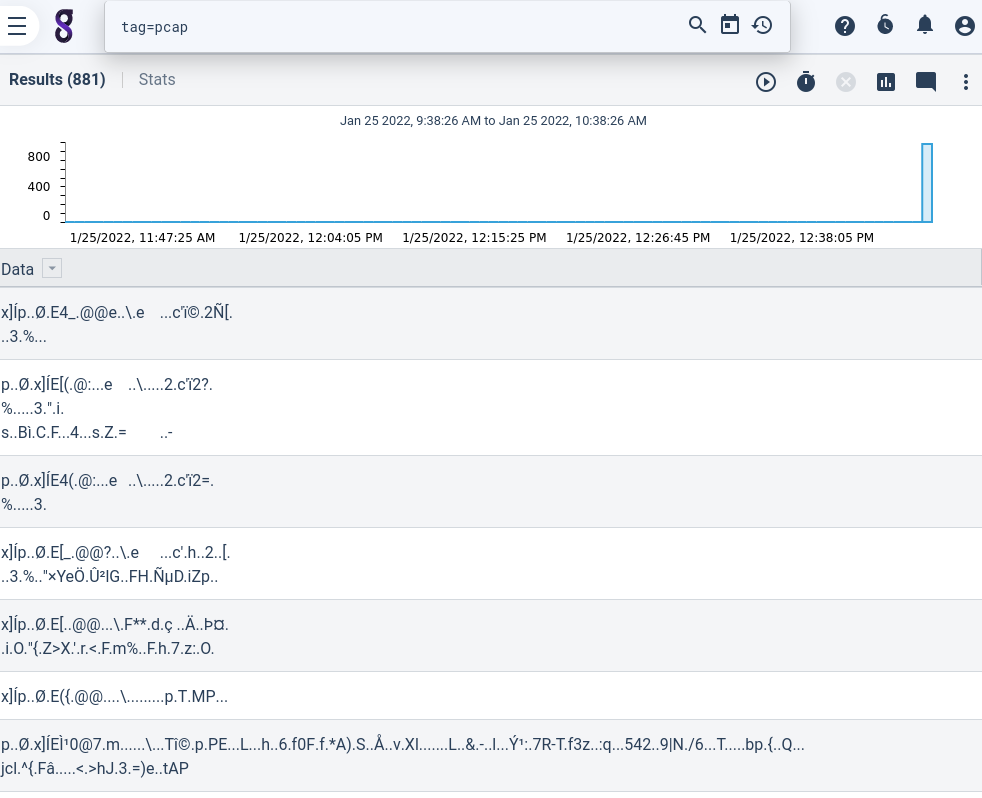 tag=pcap
Results (881)
Stats
Jan 25 2022, 9:38:26 AM to Jan 25 2022, 10:38:26 AM
800
400
0
1/25/2022, 11:47:25 AM 1/25/2022, 12:04:05 PM 1/25/2022, 12:15:25 PM 1/25/2022, 12:26:45 PM 1/25/2022, 12:38:05 PM
Data
x]Íp..Ø.E4_.@@e..\.e ...c'ï©.2Ñ[.
..3.%...
p..Ø.x]ÍE[(.@:...e ..\.....2.c'ï2?.
%.....3.".i.
s..Bì.C.F...4...s.Z.= ..-
p..Ø.x]ÍE4(.@:...e ..\.....2.c'ï2=.
%.....3.
x]Íp..Ø.E[_.@@?..\.e ...c'.h..2..[.
..3.%.."×YeÖ.Û²IG..FH.ÑµD.iZp..
x]Íp..Ø.E[..@@...\.F**.d.ç ..Ä..Þ¤.
.i.O."{.Z>X.'.r.<.F.m%..F.h.7.z:.O.
x]Íp..Ø.E({.@@....\.........p.T.MP...
p..Ø.x]ÍEÌ¹0@7.m......\...Tî©.p.PE...L...h..6.f0F.f.*A).S..Å..v.XI.......L..&.-..I...Ý¹:.7R-T.f3z..:q...542..9|N./6...T.....bp.{..Q...
jcI.^{.Fâ.....<.>hJ.3.=)e..tAP